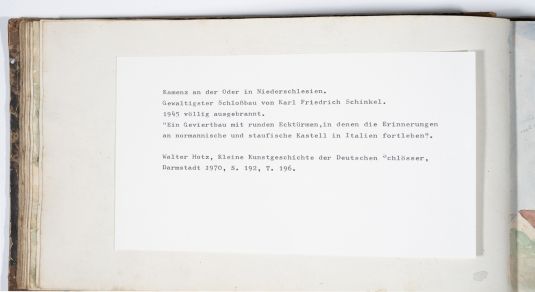 Kamenz an der Oder in Niederschlesien.
Gewaltigster Schloßbau von Karl Friedrich Schinkel.
1945 völlig ausgebrannt.
"Ein Geviertbau mit runden Ecktürmen,in denen die Erinnerungen
an normannische und staufische Kastell in Italien fortleben".
Walter Hotz, Kleine Kunstgeschichte der Deutschen Schlösser,
Darmstadt 1970, S. 192, T. 196.